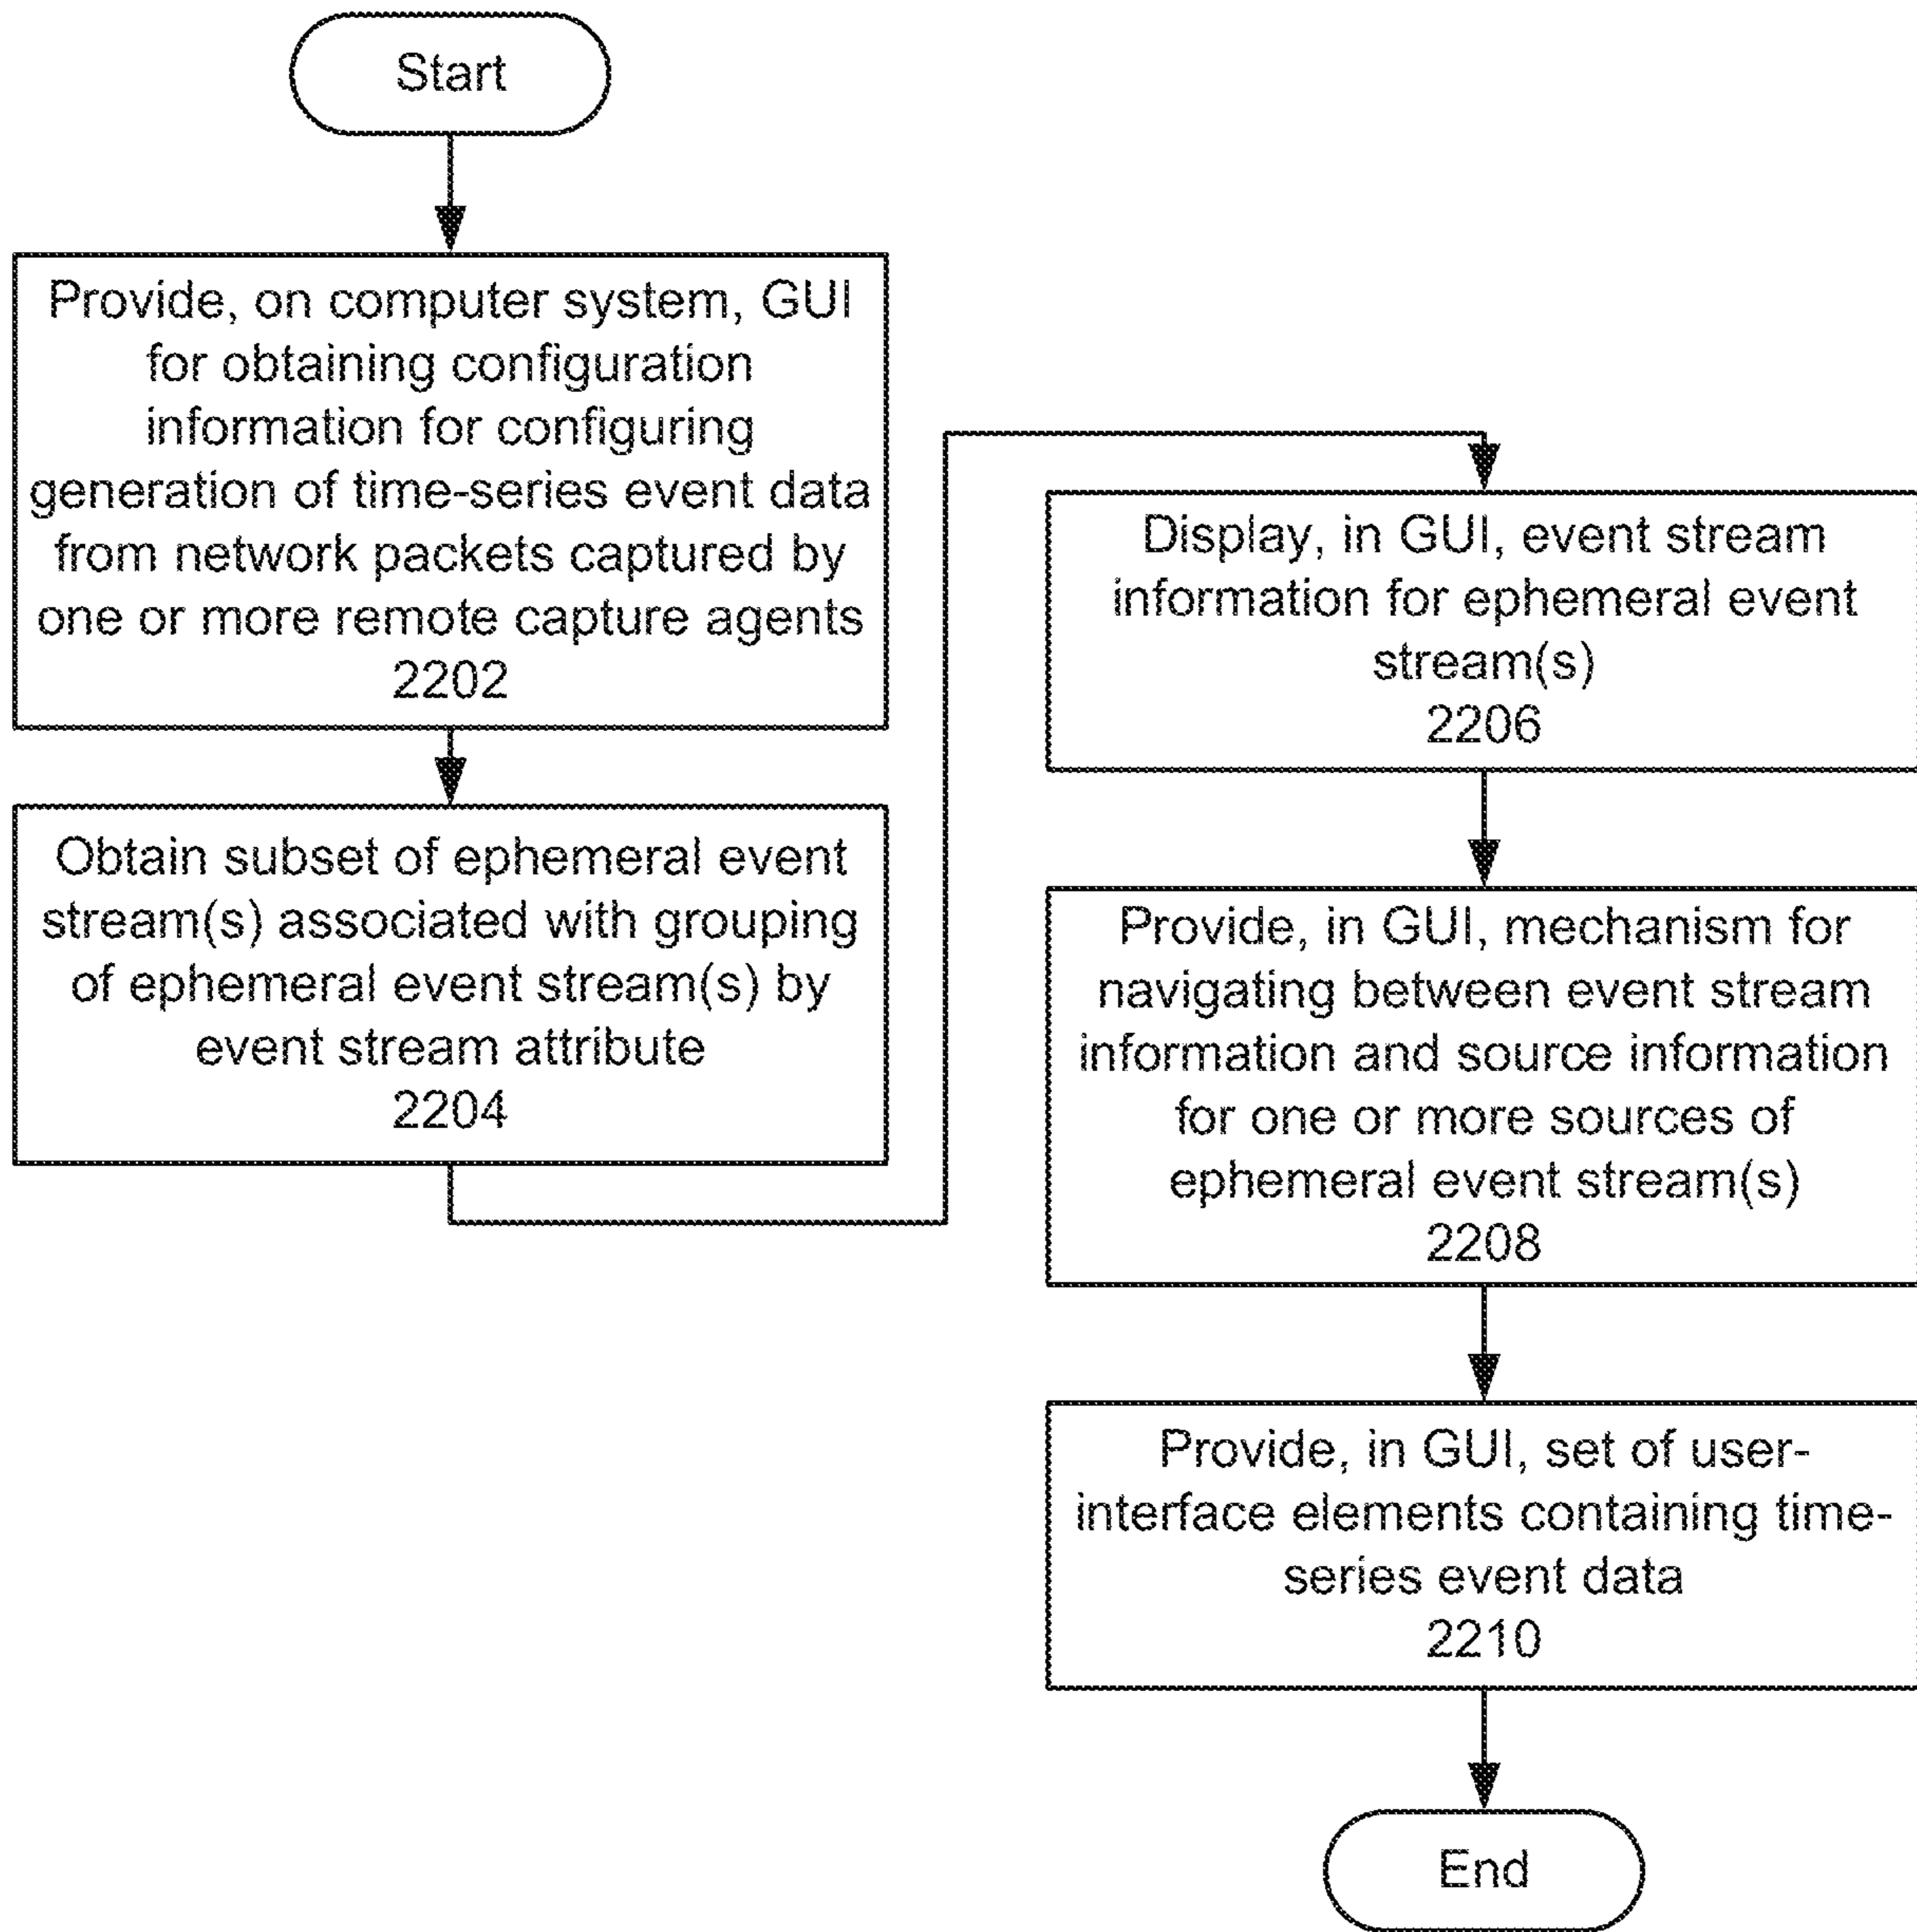 Start
Provide, on computer system, GUI
for obtaining configuration
information for configuring
generation of time-series event data
from network packets captured by
one or more remote capture agents
2202
Obtain subset of ephemeral event
stream(s) associated with grouping
of ephemeral event stream(s) by
event stream attribute
2204
Display, in GUI, event stream
information for ephemeral event
stream(s)
2206
Provide, in GUI, mechanism for
navigating between event stream
information and source information
for one or more sources of
ephemeral event stream(s)
2208
Provide, in GUI, set of user-
interface elements containing time-
series event data
2210
End